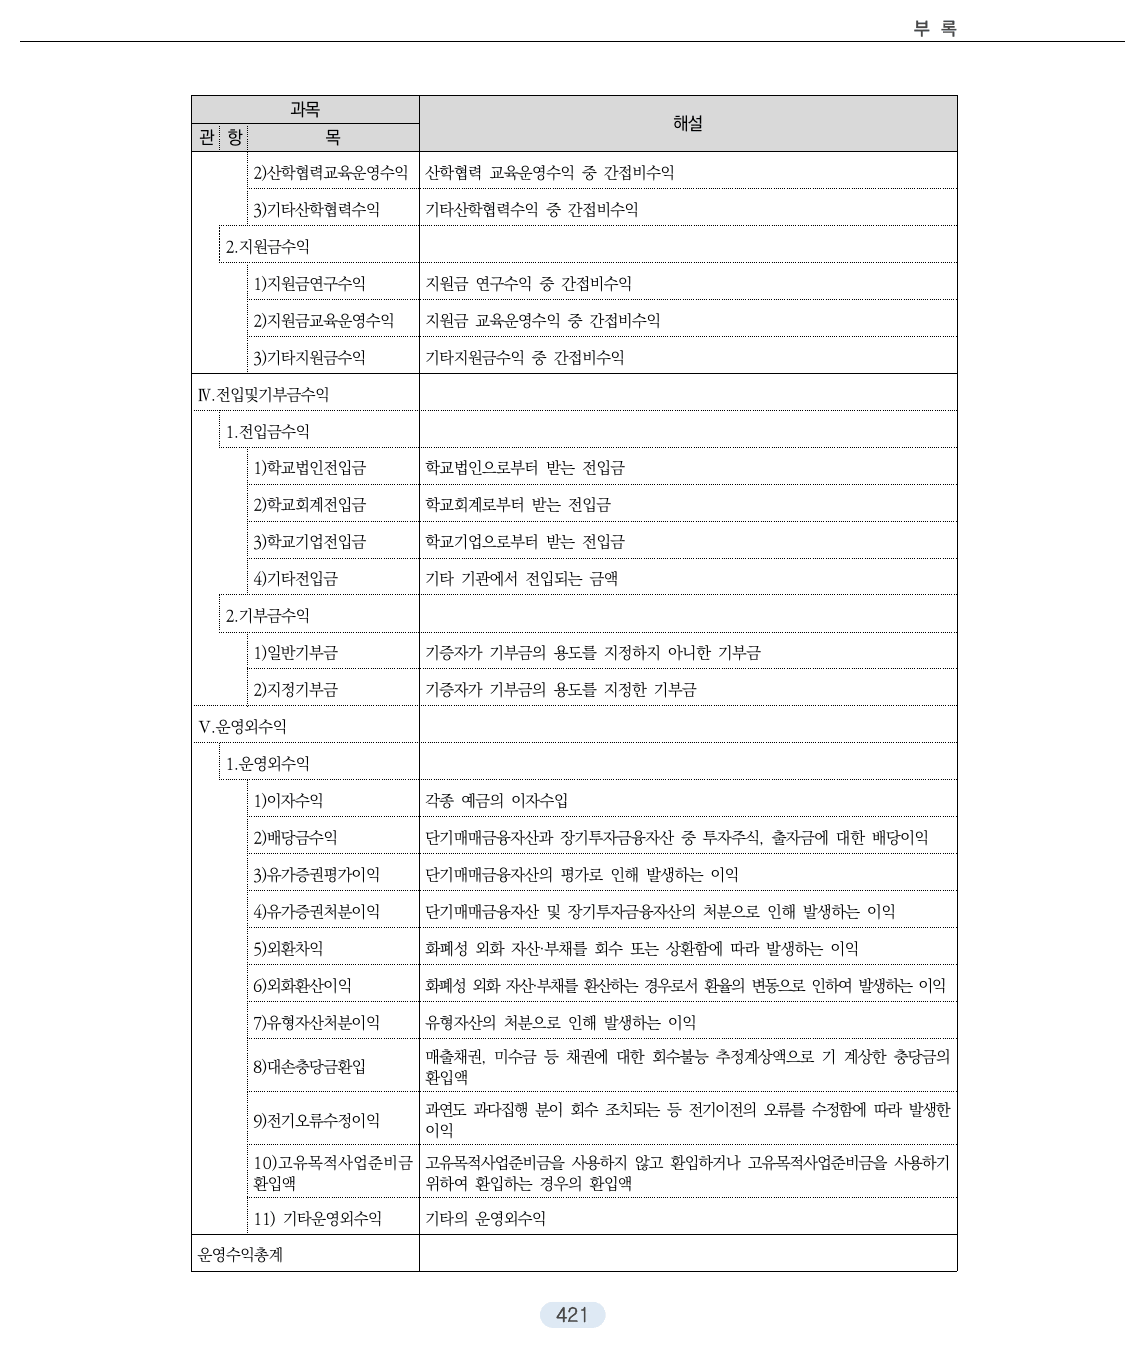 부 록
과목
해설
관 항 목
2)산학협력교육운영수익 산학협력 교육운영수익 중 간접비수익
3)기타산학협력수익 기타산학협력수익 중 간접비수익
2.지원금수익
1)지원금연구수익 지원금 연구수익 중 간접비수익
2)지원금교육운영수익 지원금 교육운영수익 중 간접비수익
3)기타지원금수익 기타지원금수익 중 간접비수익
Ⅳ.전입및기부금수익
1.전입금수익
1)학교법인전입금 학교법인으로부터 받는 전입금
2)학교회계전입금 학교회계로부터 받는 전입금
3)학교기업전입금 학교기업으로부터 받는 전입금
4)기타전입금 기타 기관에서 전입되는 금액
2.기부금수익
1)일반기부금 기증자가 기부금의 용도를 지정하지 아니한 기부금
2)지정기부금 기증자가 기부금의 용도를 지정한 기부금
Ⅴ.운영외수익
1.운영외수익
1)이자수익 각종 예금의 이자수입
2)배당금수익 단기매매금융자산과 장기투자금융자산 중 투자주식, 출자금에 대한 배당이익
3)유가증권평가이익 단기매매금융자산의 평가로 인해 발생하는 이익
4)유가증권처분이익 단기매매금융자산 및 장기투자금융자산의 처분으로 인해 발생하는 이익
5)외환차익 화폐성 외화 자산·부채를 회수 또는 상환함에 따라 발생하는 이익
6)외화환산이익 화폐성 외화 자산·부채를 환산하는 경우로서 환율의 변동으로 인하여 발생하는 이익
7)유형자산처분이익 유형자산의 처분으로 인해 발생하는 이익
8)대손충당금환입 매출채권, 미수금 등 채권에 대한 회수불능 추정계상액으로 기 계상한 충당금의
환입액
9)전기오류수정이익 과연도 과다집행 분이 회수 조치되는 등 전기이전의 오류를 수정함에 따라 발생한
이익
10)고유목적사업준비금 고유목적사업준비금을 사용하지 않고 환입하거나 고유목적사업준비금을 사용하기
환입액 위하여 환입하는 경우의 환입액
11) 기타운영외수익 기타의 운영외수익
운영수익총계
421